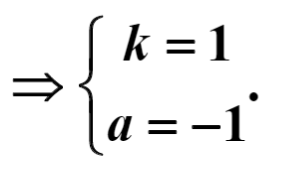 ⇒ { k = 1
a = −1 .